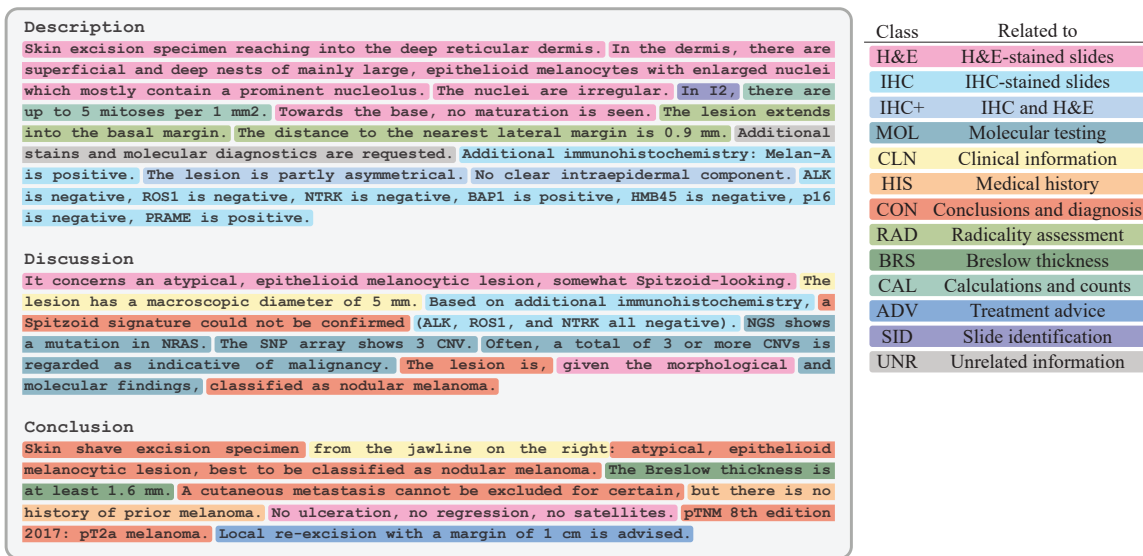 Description
Skin excision specimen reaching into the deep reticular dermis. In the dermis, there are
superficial and deep nests of mainly large, epithelioid melanocytes with enlarged nuclei
which mostly contain a prominent nucleolus. The nuclei are irregular. In I2, there are
up to 5 mitoses per 1 mm2. Towards the base, no maturation is seen. The lesion extends
into the basal margin. The distance to the nearest lateral margin is 0.9 mm. Additional
stains and molecular diagnostics are requested. Additional immunohistochemistry: Melan-A
is positive. The lesion is partly asymmetrical. No clear intraepidermal component. ALK
is negative, ROS1 is negative, NTRK is negative, BAP1 is positive, HMB45 is negative, p16
is negative, PRAME is positive.
Discussion
It concerns an atypical, epithelioid melanocytic lesion, somewhat Spitzoid-looking. The
lesion has a macroscopic diameter of 5 mm. Based on additional immunohistochemistry, a
Spitzoid signature could not be confirmed (ALK, ROS1, and NTRK all negative). NGS shows
a mutation in NRAS. The SNP array shows 3 CNV. Often, a total of 3 or more CNVs is
regarded as indicative of malignancy. The lesion is, given the morphological and
molecular findings, classified as nodular melanoma.
Conclusion
Skin shave excision specimen from the jawline on the right: atypical, epithelioid
melanocytic lesion, best to be classified as nodular melanoma. The Breslow thickness is
at least 1.6 mm. A cutaneous metastasis cannot be excluded for certain, but there is no
history of prior melanoma. No ulceration, no regression, no satellites. pTNM 8th edition
2017: pT2a melanoma. Local re-excision with a margin of 1 cm is advised.
Class Related to
H&E H&E-stained slides
IHC IHC-stained slides
IHC+ IHC and H&E
MOL Molecular testing
CLN Clinical information
HIS Medical history
CON Conclusions and diagnosis
RAD Radicality assessment
BRS Breslow thickness
CAL Calculations and counts
ADV Treatment advice
SID Slide identification
UNR Unrelated information